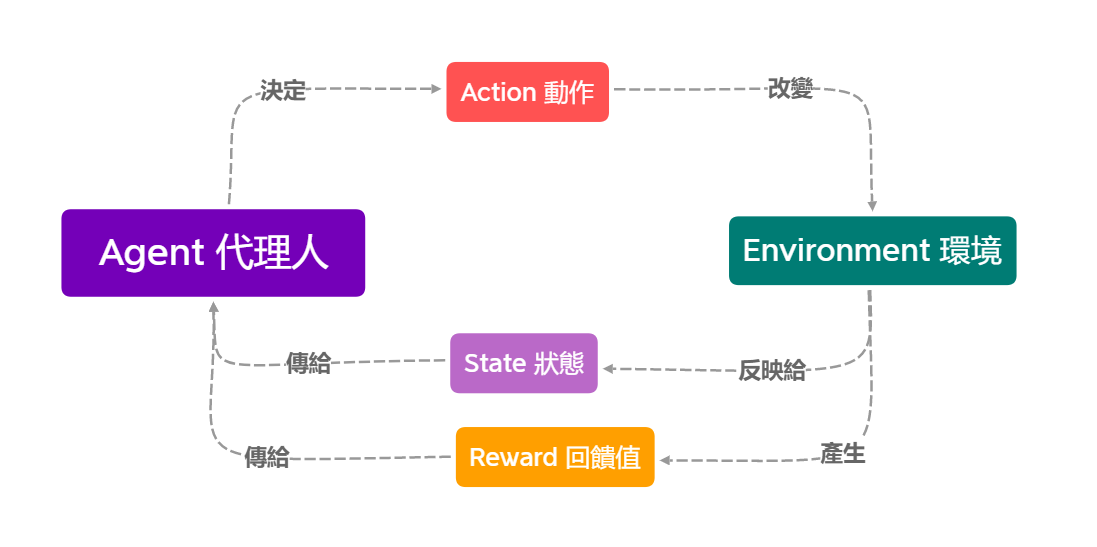 決定
Action 動作
改變
Agent 代理人
Environment 環境
傳給
State 狀態
反映給
傳給
Reward 回饋值
產生